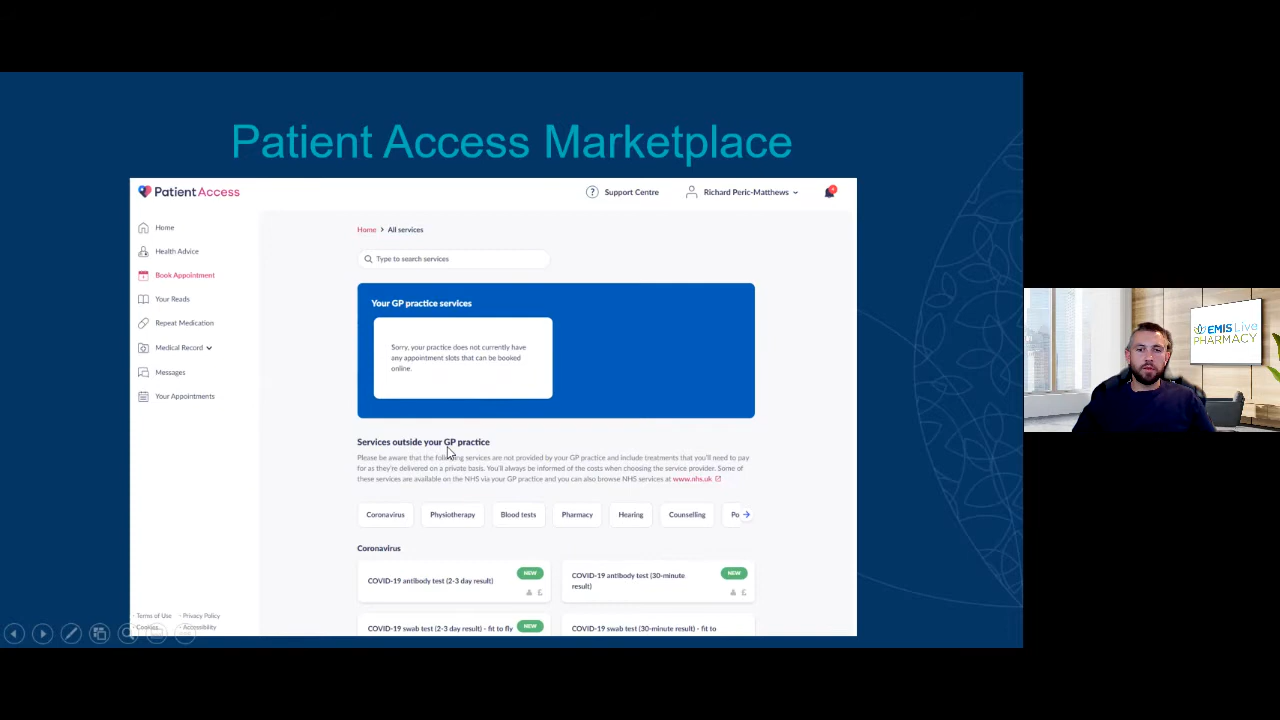 Patient Access Marketplace
Patient Access
Support Centre
Richard Peric-Matthews
Home
Health Advice
Book Appointment
Your Reads
Repeat Medication
Medical Record
Messages
Your Appointments
Home > All services
Type to search services
Your GP practice services
Sorry, your practice does not currently have
any appointment slots that can be booked
online.
Services outside your GP practice
Please be aware that the following services are not provided by your GP practice and include treatments that you'll need to pay
for as they're delivered on a private basis. You'll always be informed of the costs when choosing the service provider. Some of
these services are available on the NHS via your GP practice and you can also browse NHS services at www.nhs.uk
Coronavirus Physiotherapy Blood tests Pharmacy Hearing Counselling Po
Coronavirus
COVID-19 antibody test (2-3 day result)
NEW
£
COVID-19 antibody test (30-minute
result)
NEW
£
COVID-19 swab test (2-3 day result) - fit to fly
NEW
COVID-19 swab test (30-minute result) - fit to
· Terms of Use · Privacy Policy
· Cookies · Accessibility
EMIS Live
PHARMACY